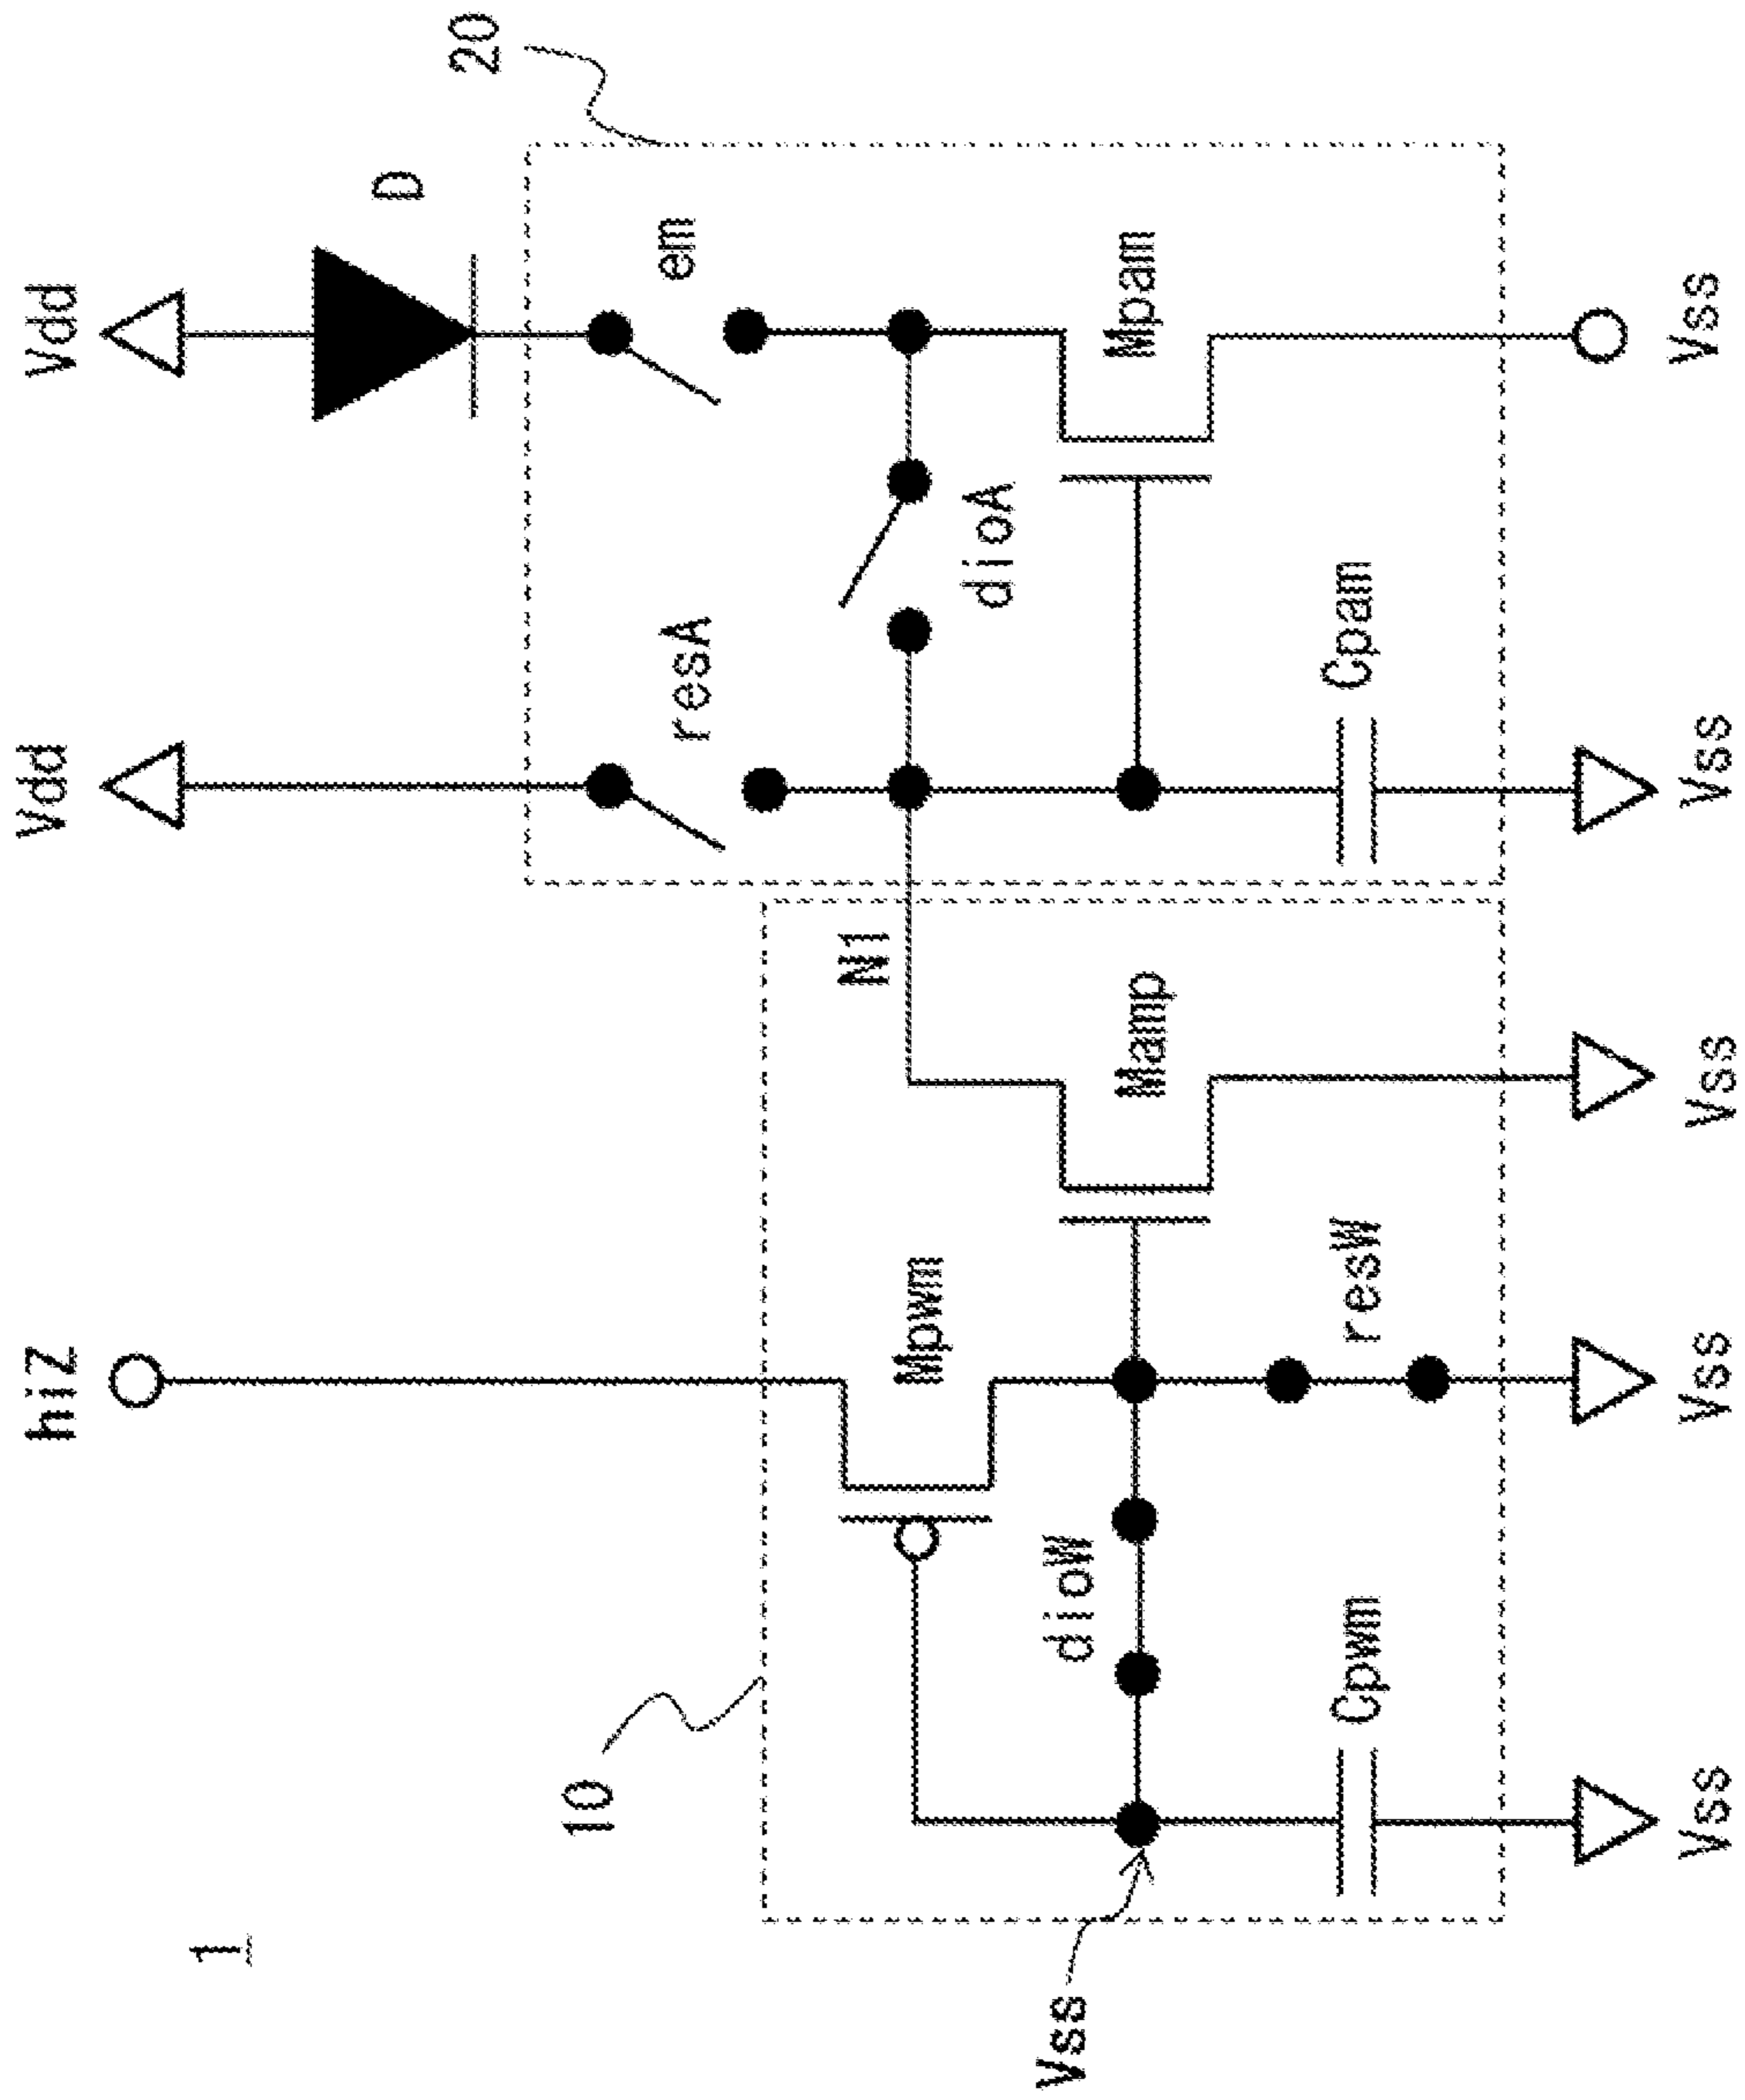 1
hiZ
Vdd
Vdd
D
20
10
resA
em
N1
dioA
Mpwm
Mamp
Mpam
dioW
Vss
Cpwm
resW
Cpam
Vss
Vss
Vss
Vss
Vss